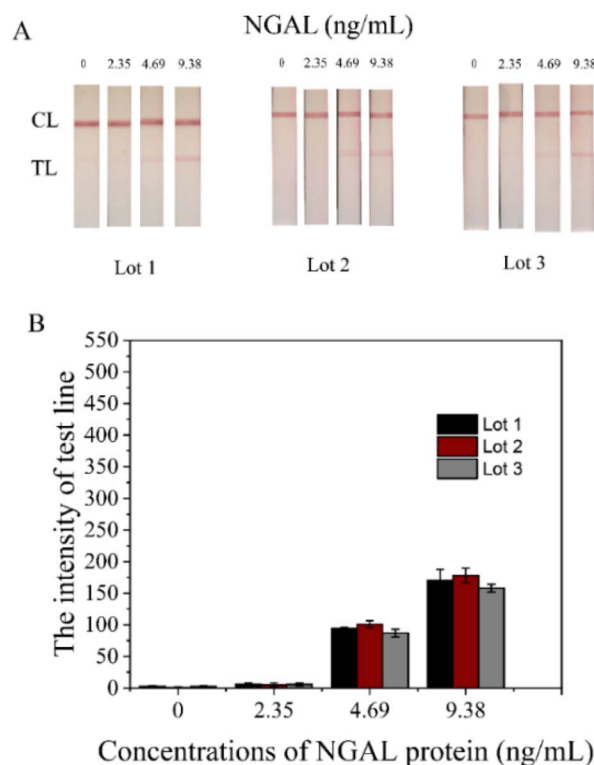 A
NGAL (ng/mL)
0 2.35 4.69 9.38 0 2.35 4.69 9.38 0 2.35 4.69 9.38
CL
TL
Lot 1 Lot 2 Lot 3
B
550
500
450
400
350
300
250
200
150
100
50
0
The intensity of test line
Lot 1
Lot 2
Lot 3
0 2.35 4.69 9.38
Concentrations of NGAL protein (ng/mL)